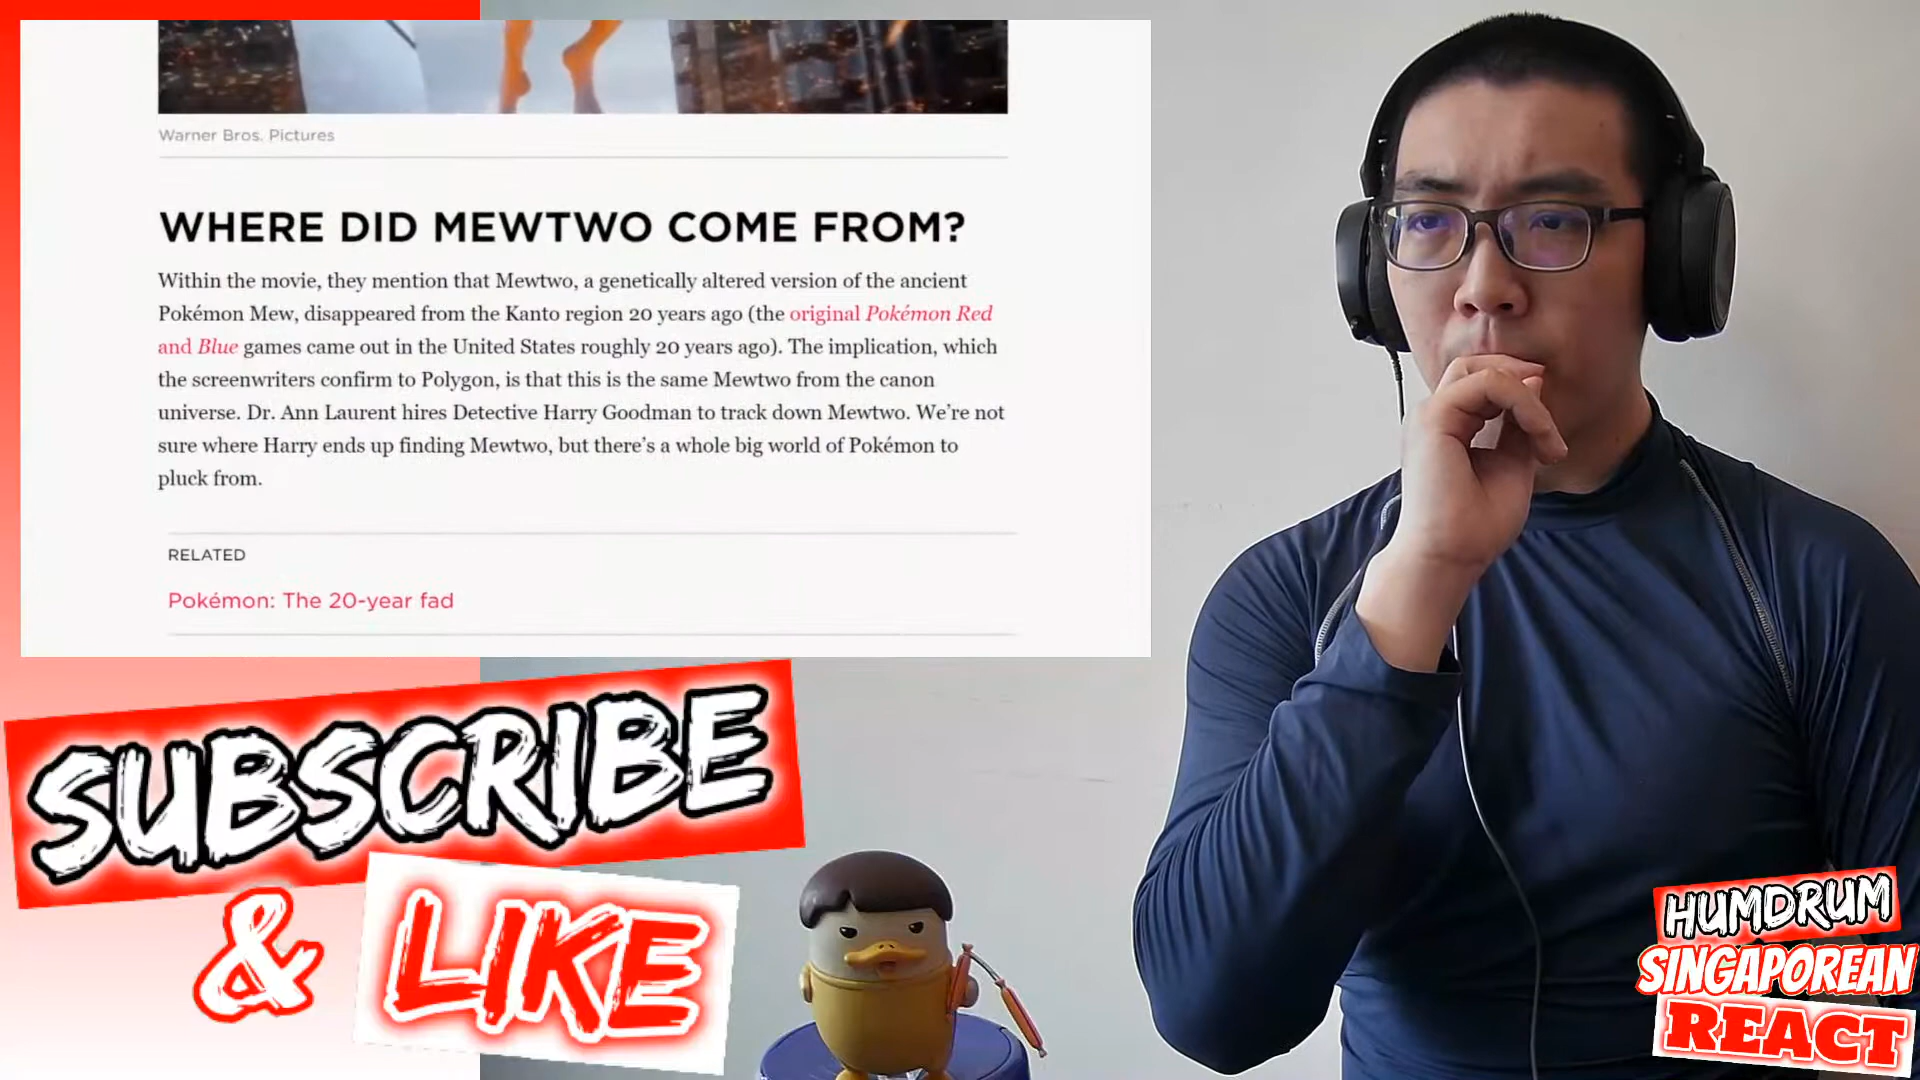 Warner Bros. Pictures
WHERE DID MEWTWO COME FROM?
Within the movie, they mention that Mewtwo, a genetically altered version of the ancient
Pokémon Mew, disappeared from the Kanto region 20 years ago (the original Pokémon Red
and Blue games came out in the United States roughly 20 years ago). The implication, which
the screenwriters confirm to Polygon, is that this is the same Mewtwo from the canon
universe. Dr. Ann Laurent hires Detective Harry Goodman to track down Mewtwo. We’re not
sure where Harry ends up finding Mewtwo, but there’s a whole big world of Pokémon to
pluck from.
RELATED
Pokémon: The 20-year fad
SUBSCRIBE
& LIKE
HUMDRUM
SINGAPOREAN
REACT